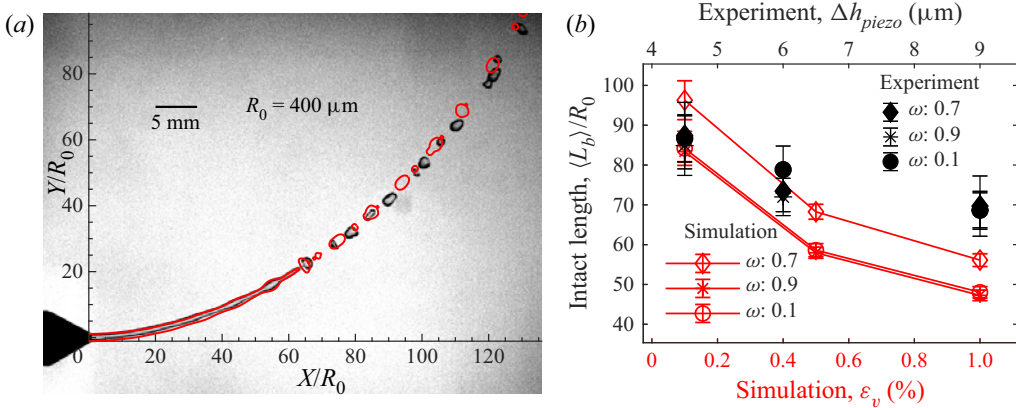 (a)
80
60
40
20
0
Y/R0
5 mm
R0 = 400 μm
20 40 60 80 100 120
X/R0
(b)
Experiment, Δh_piezo (μm)
4 5 6 7 8 9
100
90
80
70
60
50
40
Intact length, ⟨L_b⟩/R0
Experiment
ω: 0.7
ω: 0.9
ω: 0.1
Simulation
ω: 0.7
ω: 0.9
ω: 0.1
0 0.2 0.4 0.6 0.8 1.0
Simulation, ε_v (%)